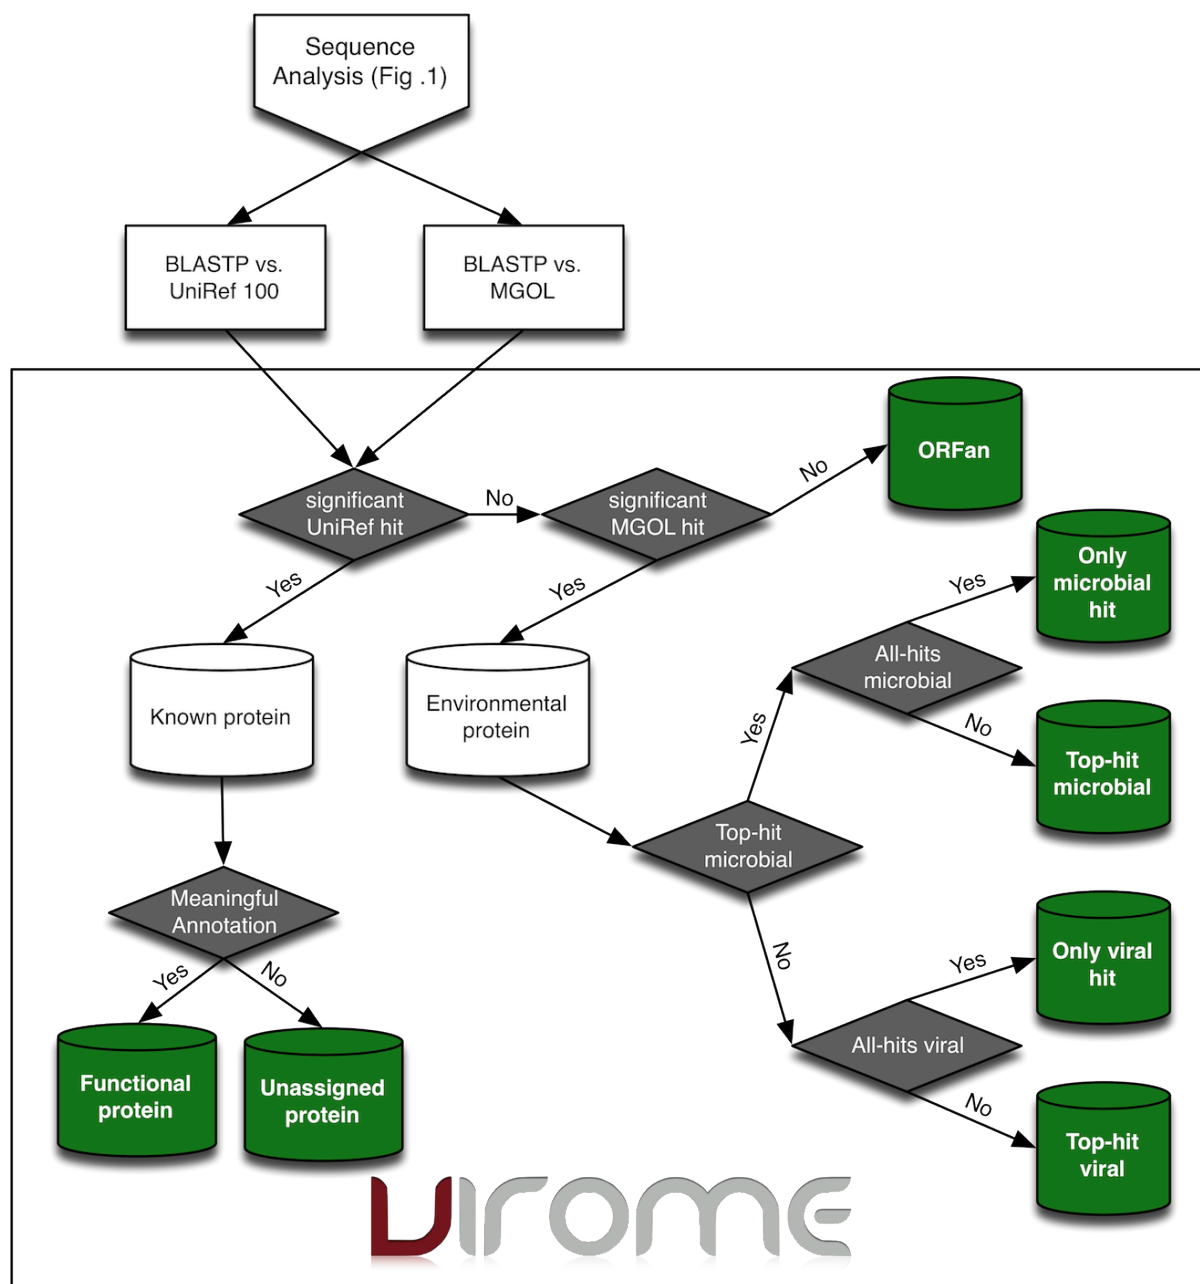 Sequence
Analysis (Fig .1)
BLASTP vs.
UniRef 100
BLASTP vs.
MGOL
ORFan
No
significant
UniRef hit
No
significant
MGOL hit
Yes
Yes
Only
microbial
hit
Yes
All-hits
microbial
No
Known protein
Environmental
protein
Yes
Top-hit
microbial
Top-hit
microbial
Meaningful
Annotation
No
Only viral
hit
Yes
Yes
No
All-hits viral
Functional
protein
Unassigned
protein
No
Top-hit
viral
VIROME